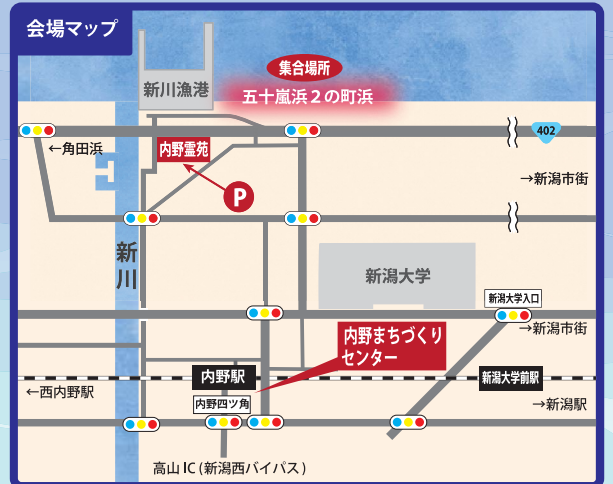 会場マップ
新川漁港
集合場所
五十嵐浜２の町浜
402
←角田浜
内野霊苑
P
→新潟市街
新川
新潟大学
新潟大学入口
→新潟市街
内野まちづくり
センター
内野駅
新潟大学前駅
←西内野駅
内野四ツ角
→新潟駅
高山 IC (新潟西バイパス)